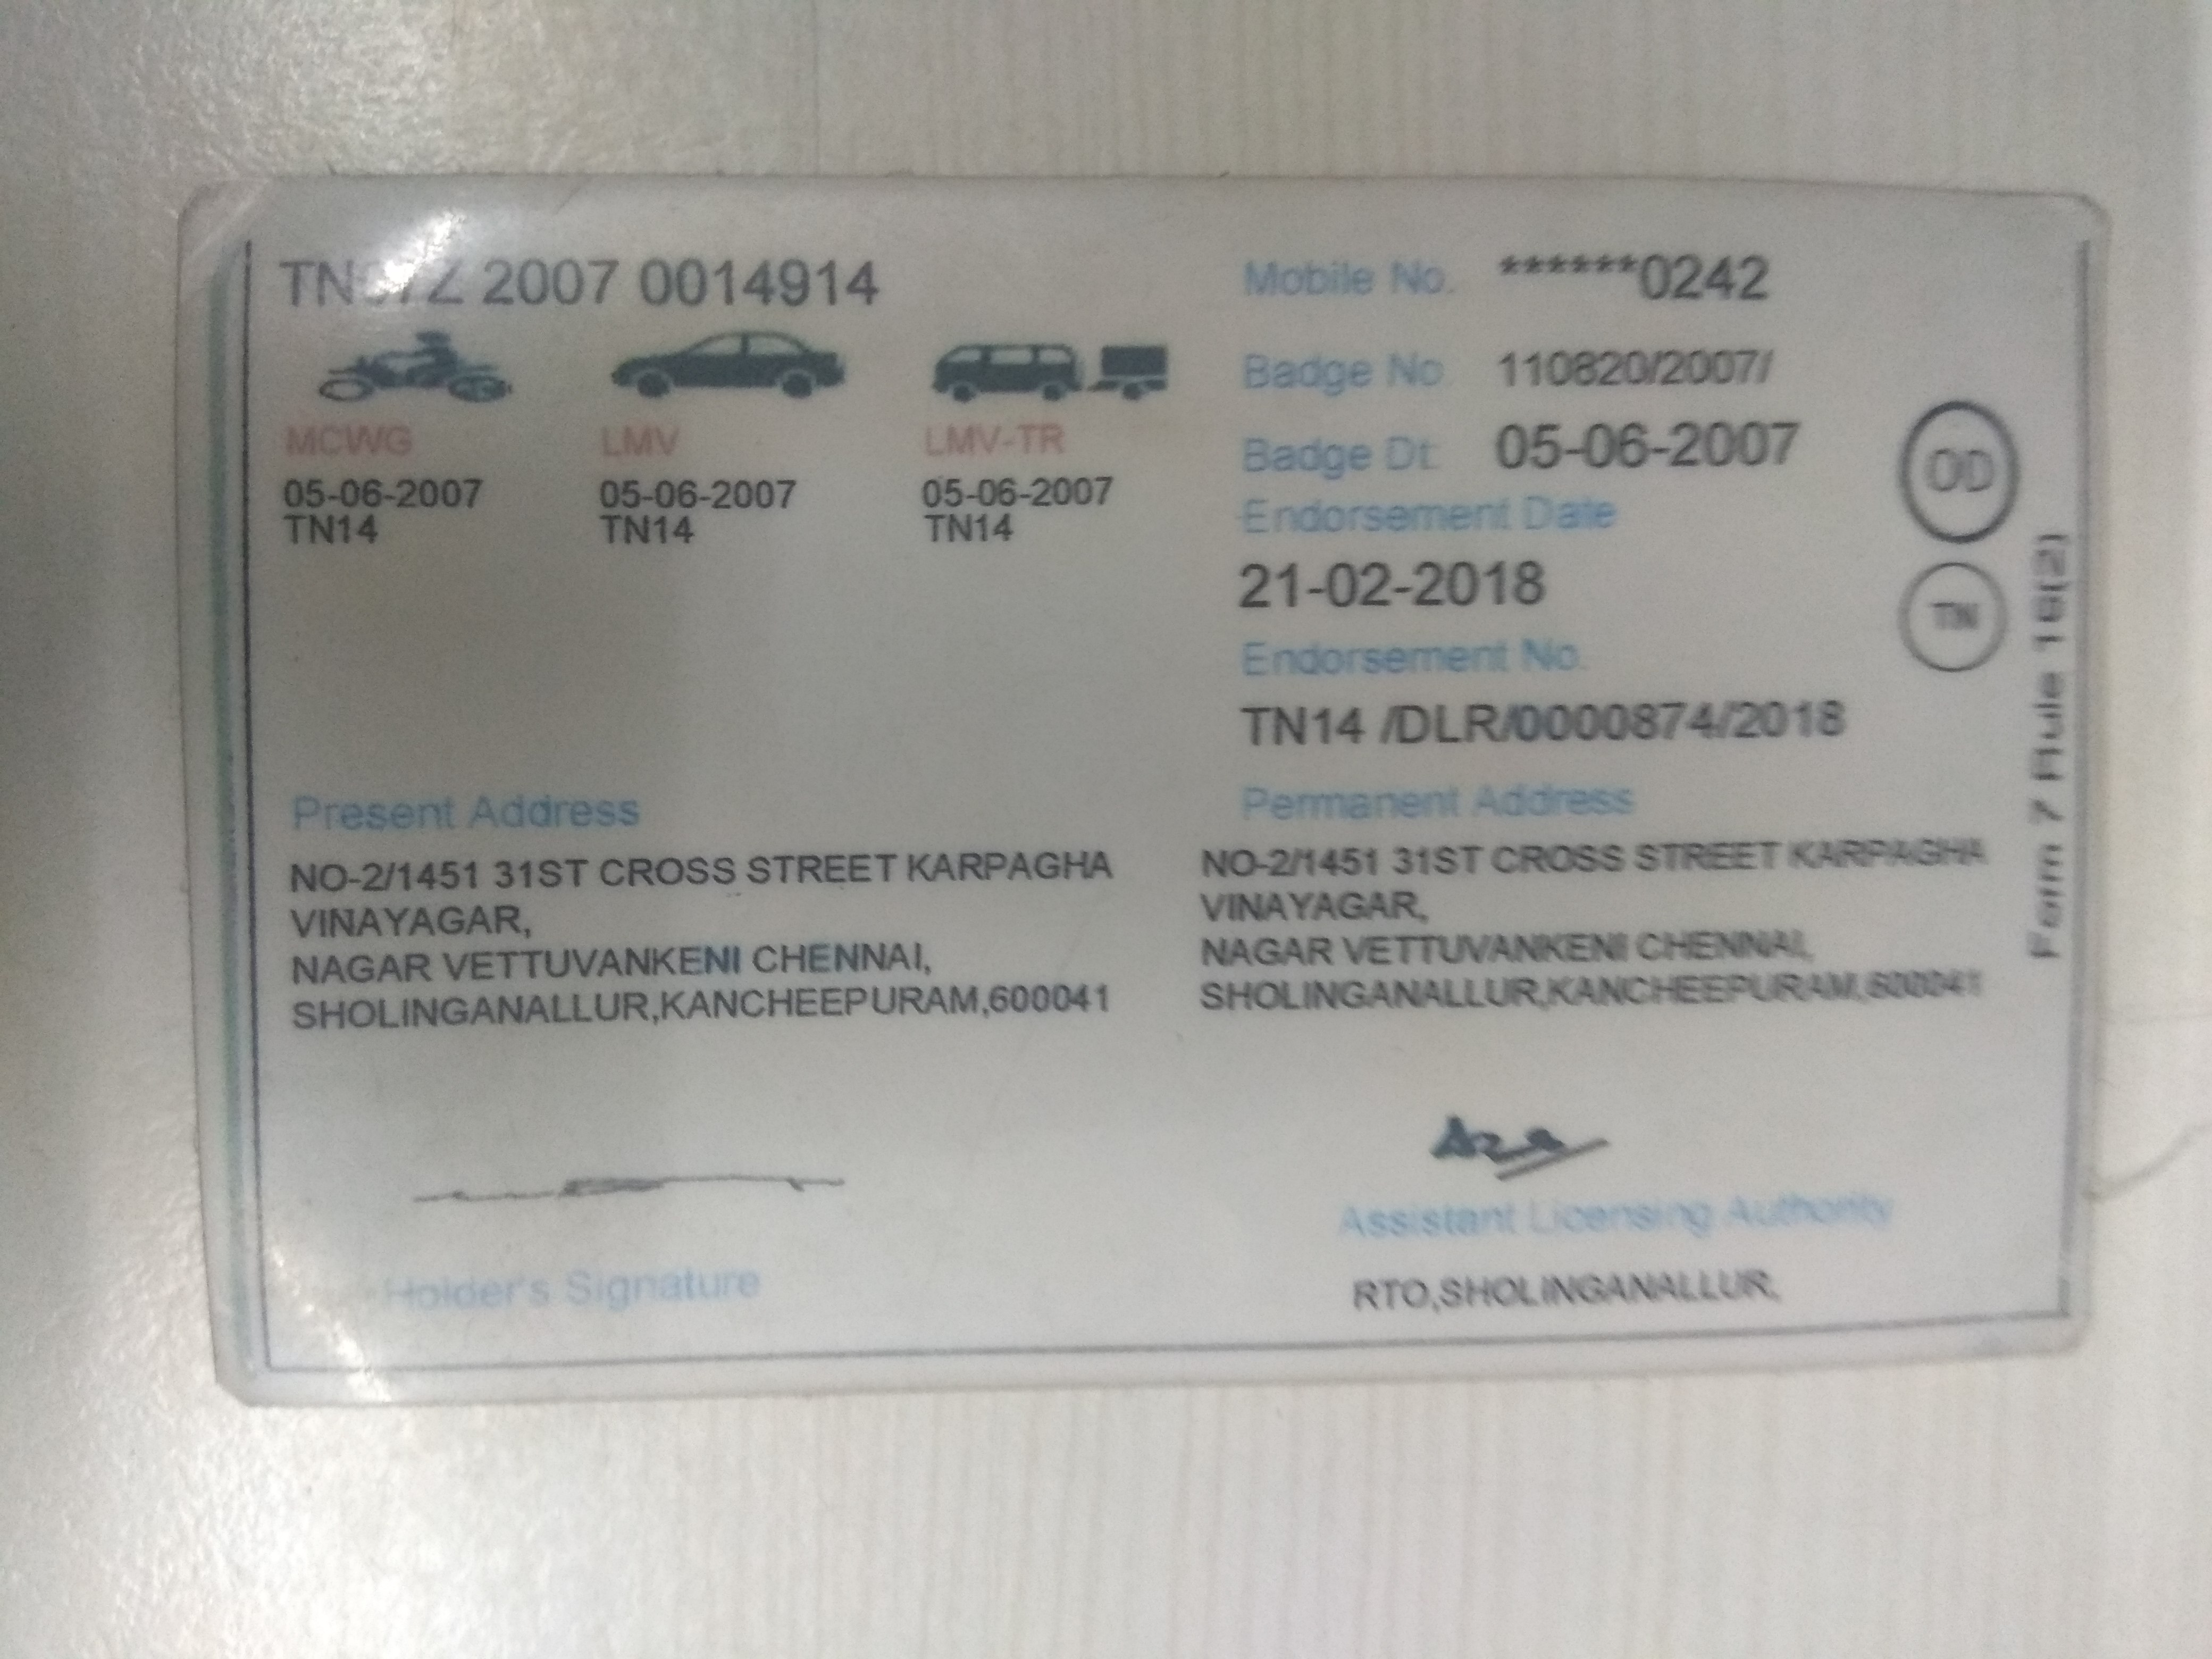 2007 0014914
MCWG LMV LMV-TR
05-06-2007 05-06-2007 05-06-2007
TN14 TN14 TN14
Mobile No. ******0242
Badge No. 110820/2007/
Badge Dt. 05-06-2007
Endorsement Date
21-02-2018
Endorsement No.
TN14 /DLR/0000874/2018
OD
TN
Form 7 Rule 16(2)
Present Address
NO-2/1451 31ST CROSS STREET KARPAGHA
VINAYAGAR,
NAGAR VETTUVANKENI CHENNAI,
SHOLINGANALLUR,KANCHEEPURAM,600041
Permanent Address
NO-2/1451 31ST CROSS STREET KARPAGHA
VINAYAGAR,
NAGAR VETTUVANKENI CHENNAI,
SHOLINGANALLUR,KANCHEEPURAM,600041
Holder's Signature
Assistant Licensing Authority
RTO,SHOLINGANALLUR,